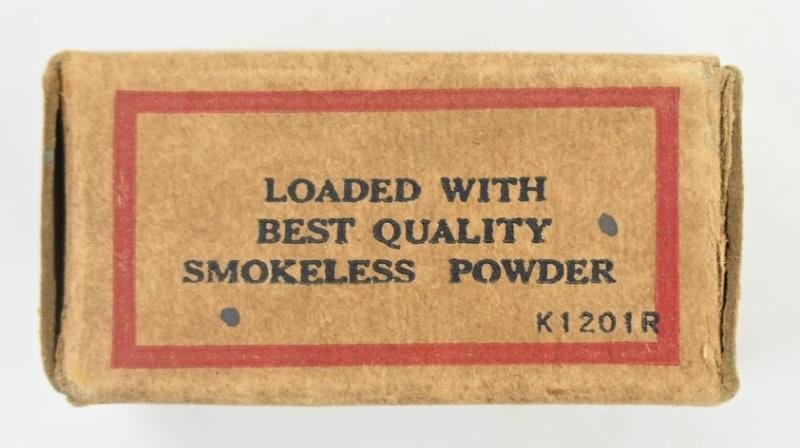 LOADED WITH
BEST QUALITY
SMOKELESS POWDER
K1201R